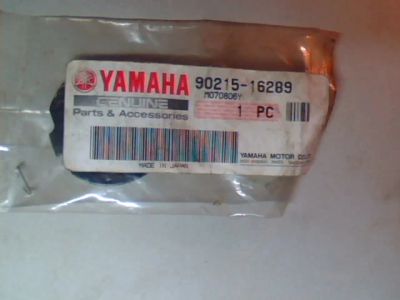 YAMAHA 90215-16289
M070806Y
GENUINE
Parts & Accessories
1 PC
YAMAHA MOTOR CO.,
MADE IN JAPAN